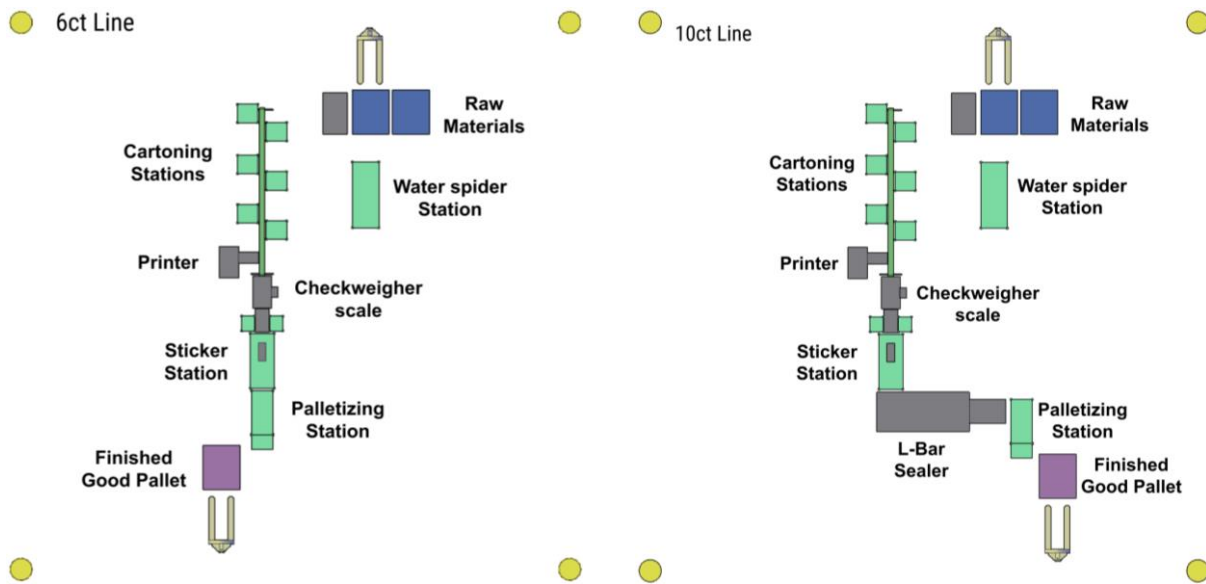 6ct Line
Raw
Materials
Cartoning
Stations
Water spider
Station
Printer
Checkweigher
scale
Sticker
Station
Palletizing
Station
Finished
Good Pallet
10ct Line
Raw
Materials
Cartoning
Stations
Water spider
Station
Printer
Checkweigher
scale
Sticker
Station
Palletizing
Station
L-Bar
Sealer
Finished
Good Pallet